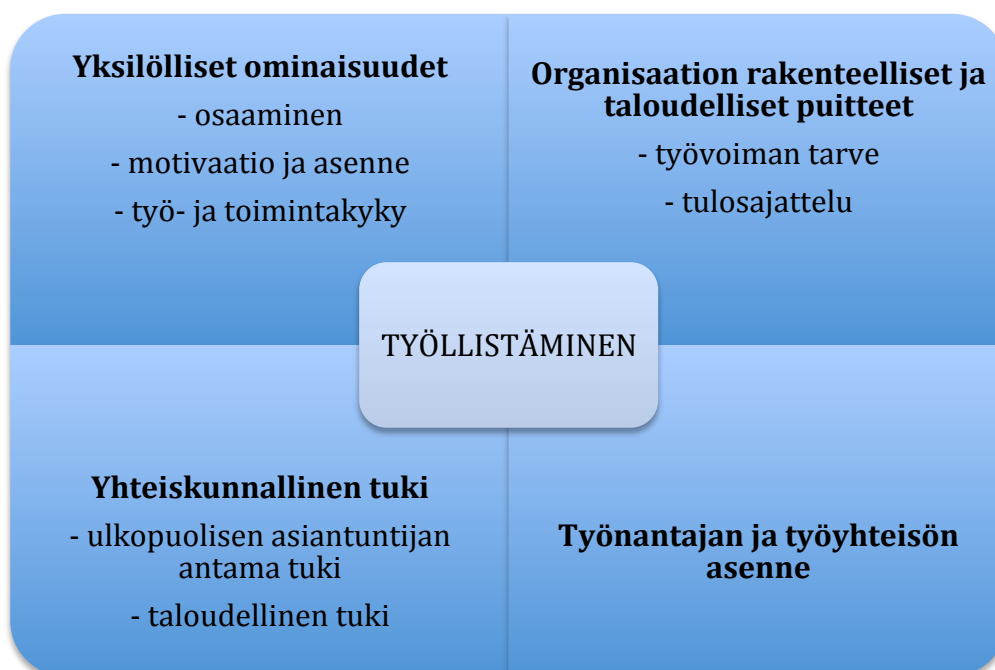 Yksilölliset ominaisuudet
- osaaminen
- motivaatio ja asenne
- työ- ja toimintakyky
Organisaation rakenteelliset ja
taloudelliset puitteet
- työvoiman tarve
- tulosajattelu
TYÖLLISTÄMINEN
Yhteiskunnallinen tuki
- ulkopuolisen asiantuntijan
antama tuki
- taloudellinen tuki
Työnantajan ja työyhteisön
asenne